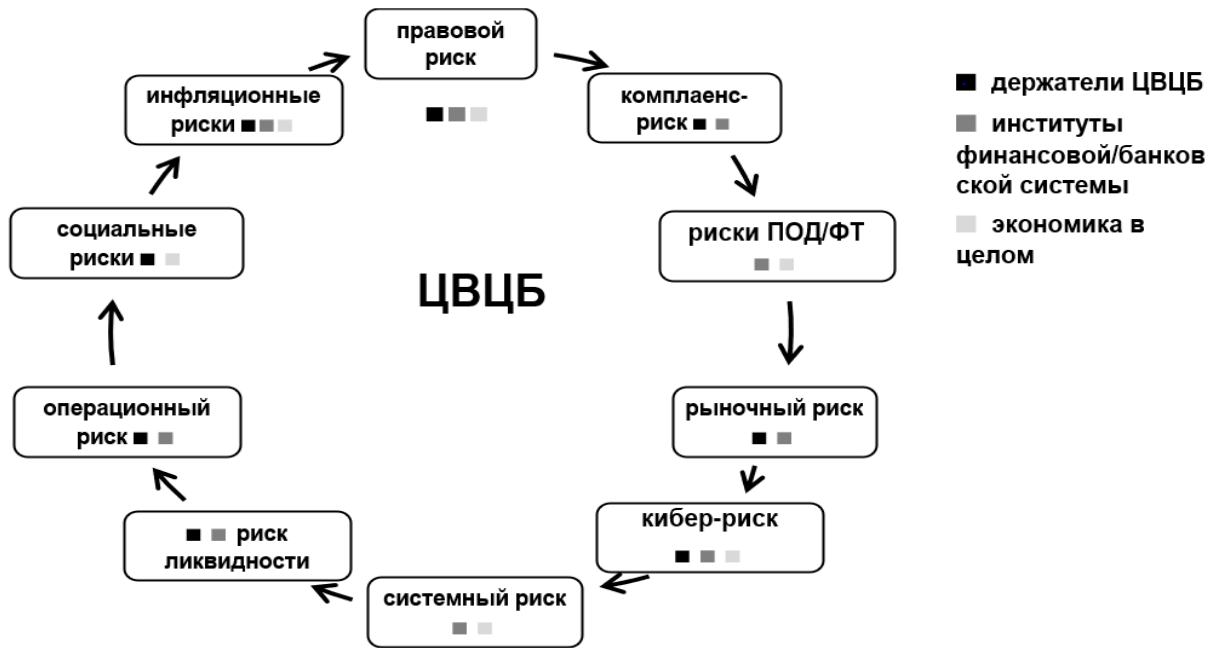 правовой
риск
комплаенс-
риск
риски ПОД/ФТ
рыночный риск
кибер-риск
системный риск
риск
ликвидности
операционный
риск
социальные
риски
инфляционные
риски
ЦВЦБ
держатели ЦВЦБ
институты
финансовой/банков
ской системы
экономика в
целом